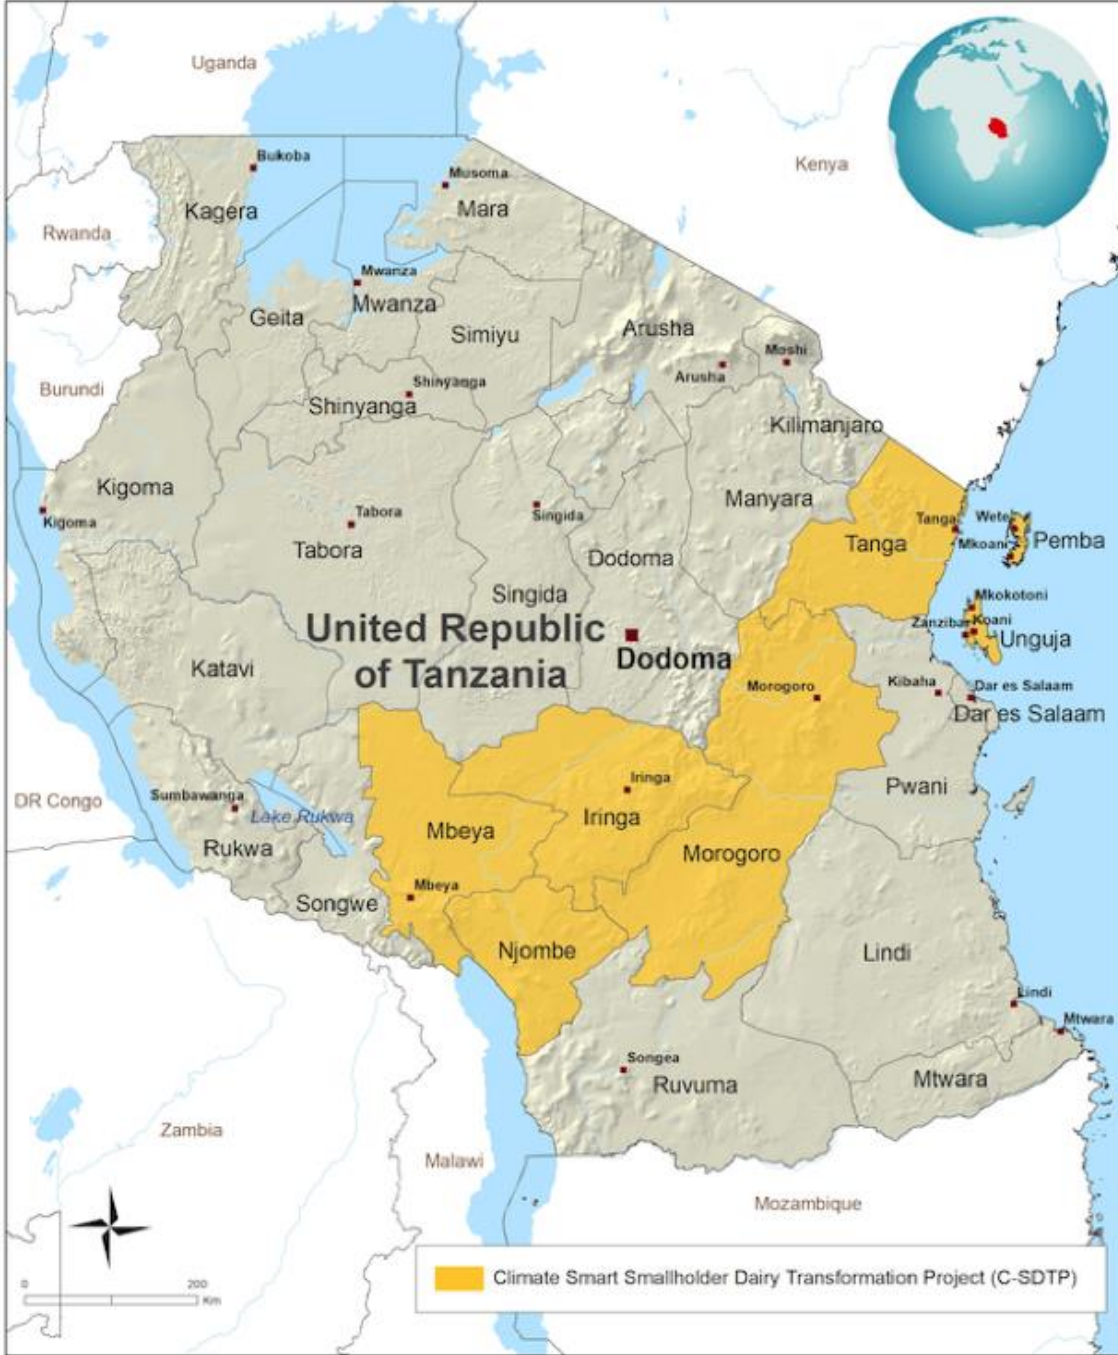 Uganda
Kenya
Bukoba
Musoma
Kagera
Mara
Rwanda
Mwanza
Mwanza
Geita
Simiyu
Arusha
Moshi
Arusha
Burundi
Shinyanga
Shinyanga
Kilimanjaro
Kigoma
Manyara
Kigoma
Tabora
Singida
Tanga
Wete
Tabora
Dodoma
Tanga
Mkoani
Pemba
Singida
Mkokotoni
Zanzibar
Koani
Unguja
United Republic
of Tanzania
Dodoma
Katavi
Morogoro
Kibaha
Dar es Salaam
Dar es Salaam
DR Congo
Sumbawanga
Lake Rukwa
Iringa
Pwani
Rukwa
Mbeya
Iringa
Morogoro
Mbeya
Songwe
Njombe
Lindi
Lindi
Mtwara
Songea
Ruvuma
Mtwara
Zambia
Malawi
Mozambique
0 200
Km
Climate Smart Smallholder Dairy Transformation Project (C-SDTP)